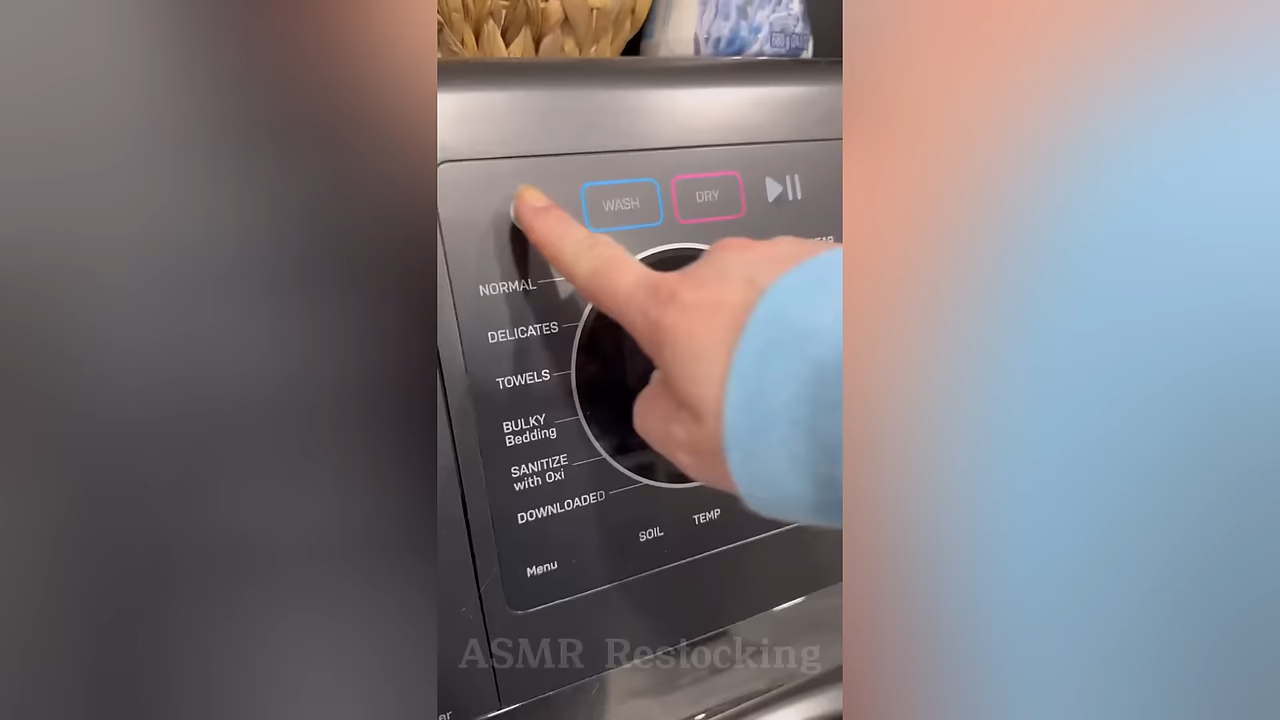 WASH
DRY
NORMAL
DELICATES
TOWELS
BULKY
Bedding
SANITIZE
with Oxi
DOWNLOADED
SOIL
TEMP
Menu
ASMR Restocking